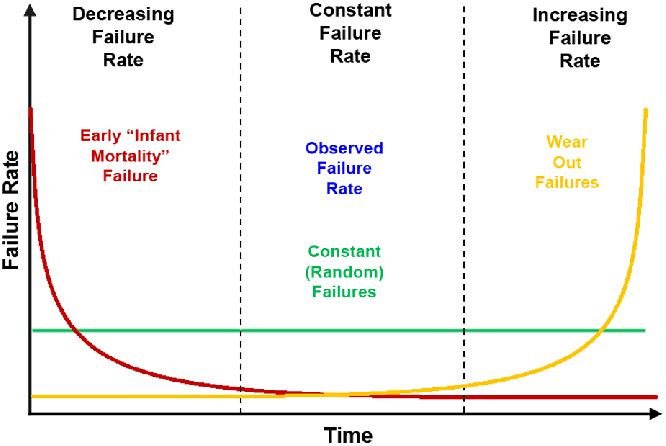 Decreasing
Failure
Rate
Constant
Failure
Rate
Increasing
Failure
Rate
Early “Infant
Mortality”
Failure
Observed
Failure
Rate
Wear
Out
Failures
Constant
(Random)
Failures
Failure Rate
Time